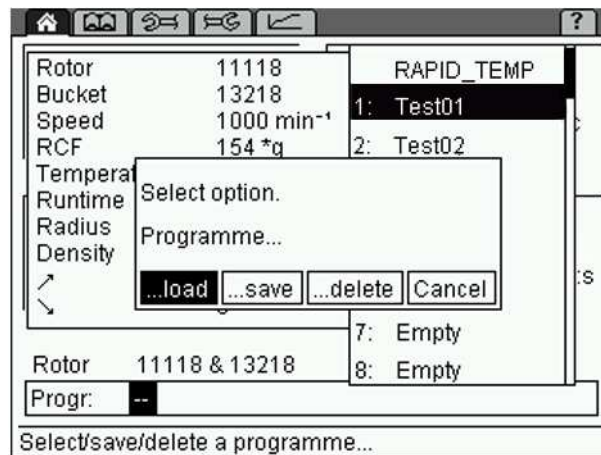 ?
Rotor 11118
Bucket 13218
Speed 1000 min⁻¹
RCF 154 *g
Temperat
Runtime
Radius
Density
RAPID_TEMP
1: Test01
2: Test02
Select option.
Programme...
...load ...save ...delete Cancel
:s
7: Empty
8: Empty
Rotor 11118 & 13218
Progr: --
Select/save/delete a programme...